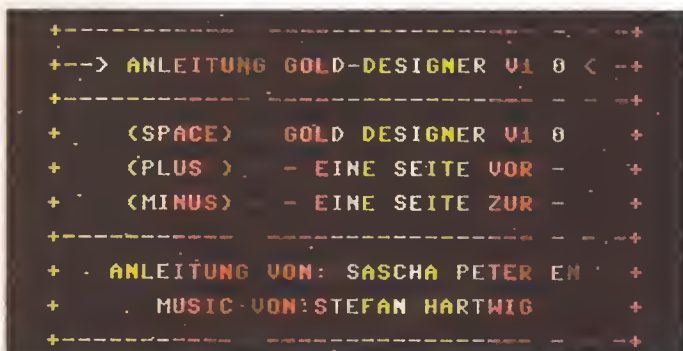 +---------- ------------- - - --+
+--> ANLEITUNG GOLD-DESIGNER V1 0 < -+
+---------- ------------- - - --+
+ (SPACE) GOLD DESIGNER V1 0 +
+ (PLUS ) - EINE SEITE VOR - +
+ (MINUS) - EINE SEITE ZUR - +
+---------- ------------- - - --+
+ ANLEITUNG VON: SASCHA PETER EN +
+ MUSIC VON:STEFAN HARTWIG +
+---------- ------------- - --+